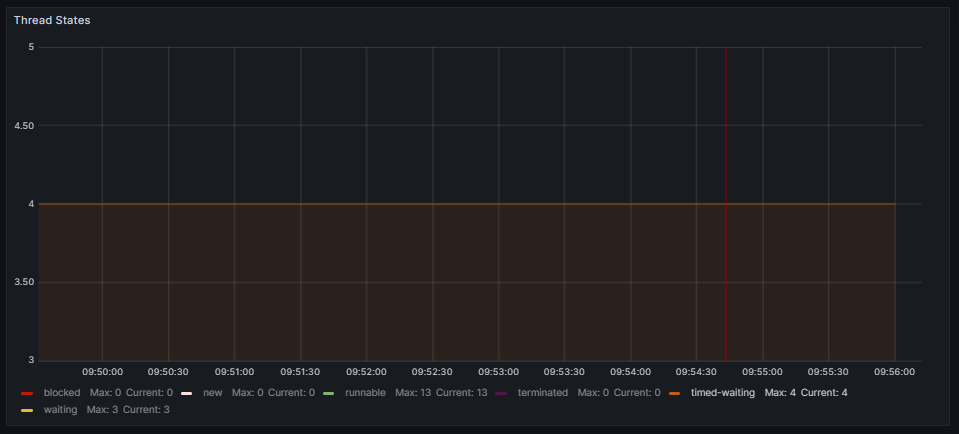 Thread States
5
4.50
4
3.50
3
09:50:00 09:50:30 09:51:00 09:51:30 09:52:00 09:52:30 09:53:00 09:53:30 09:54:00 09:54:30 09:55:00 09:55:30 09:56:00
blocked Max: 0 Current: 0 new Max: 0 Current: 0 runnable Max: 13 Current: 13 terminated Max: 0 Current: 0 timed-waiting Max: 4 Current: 4
waiting Max: 3 Current: 3